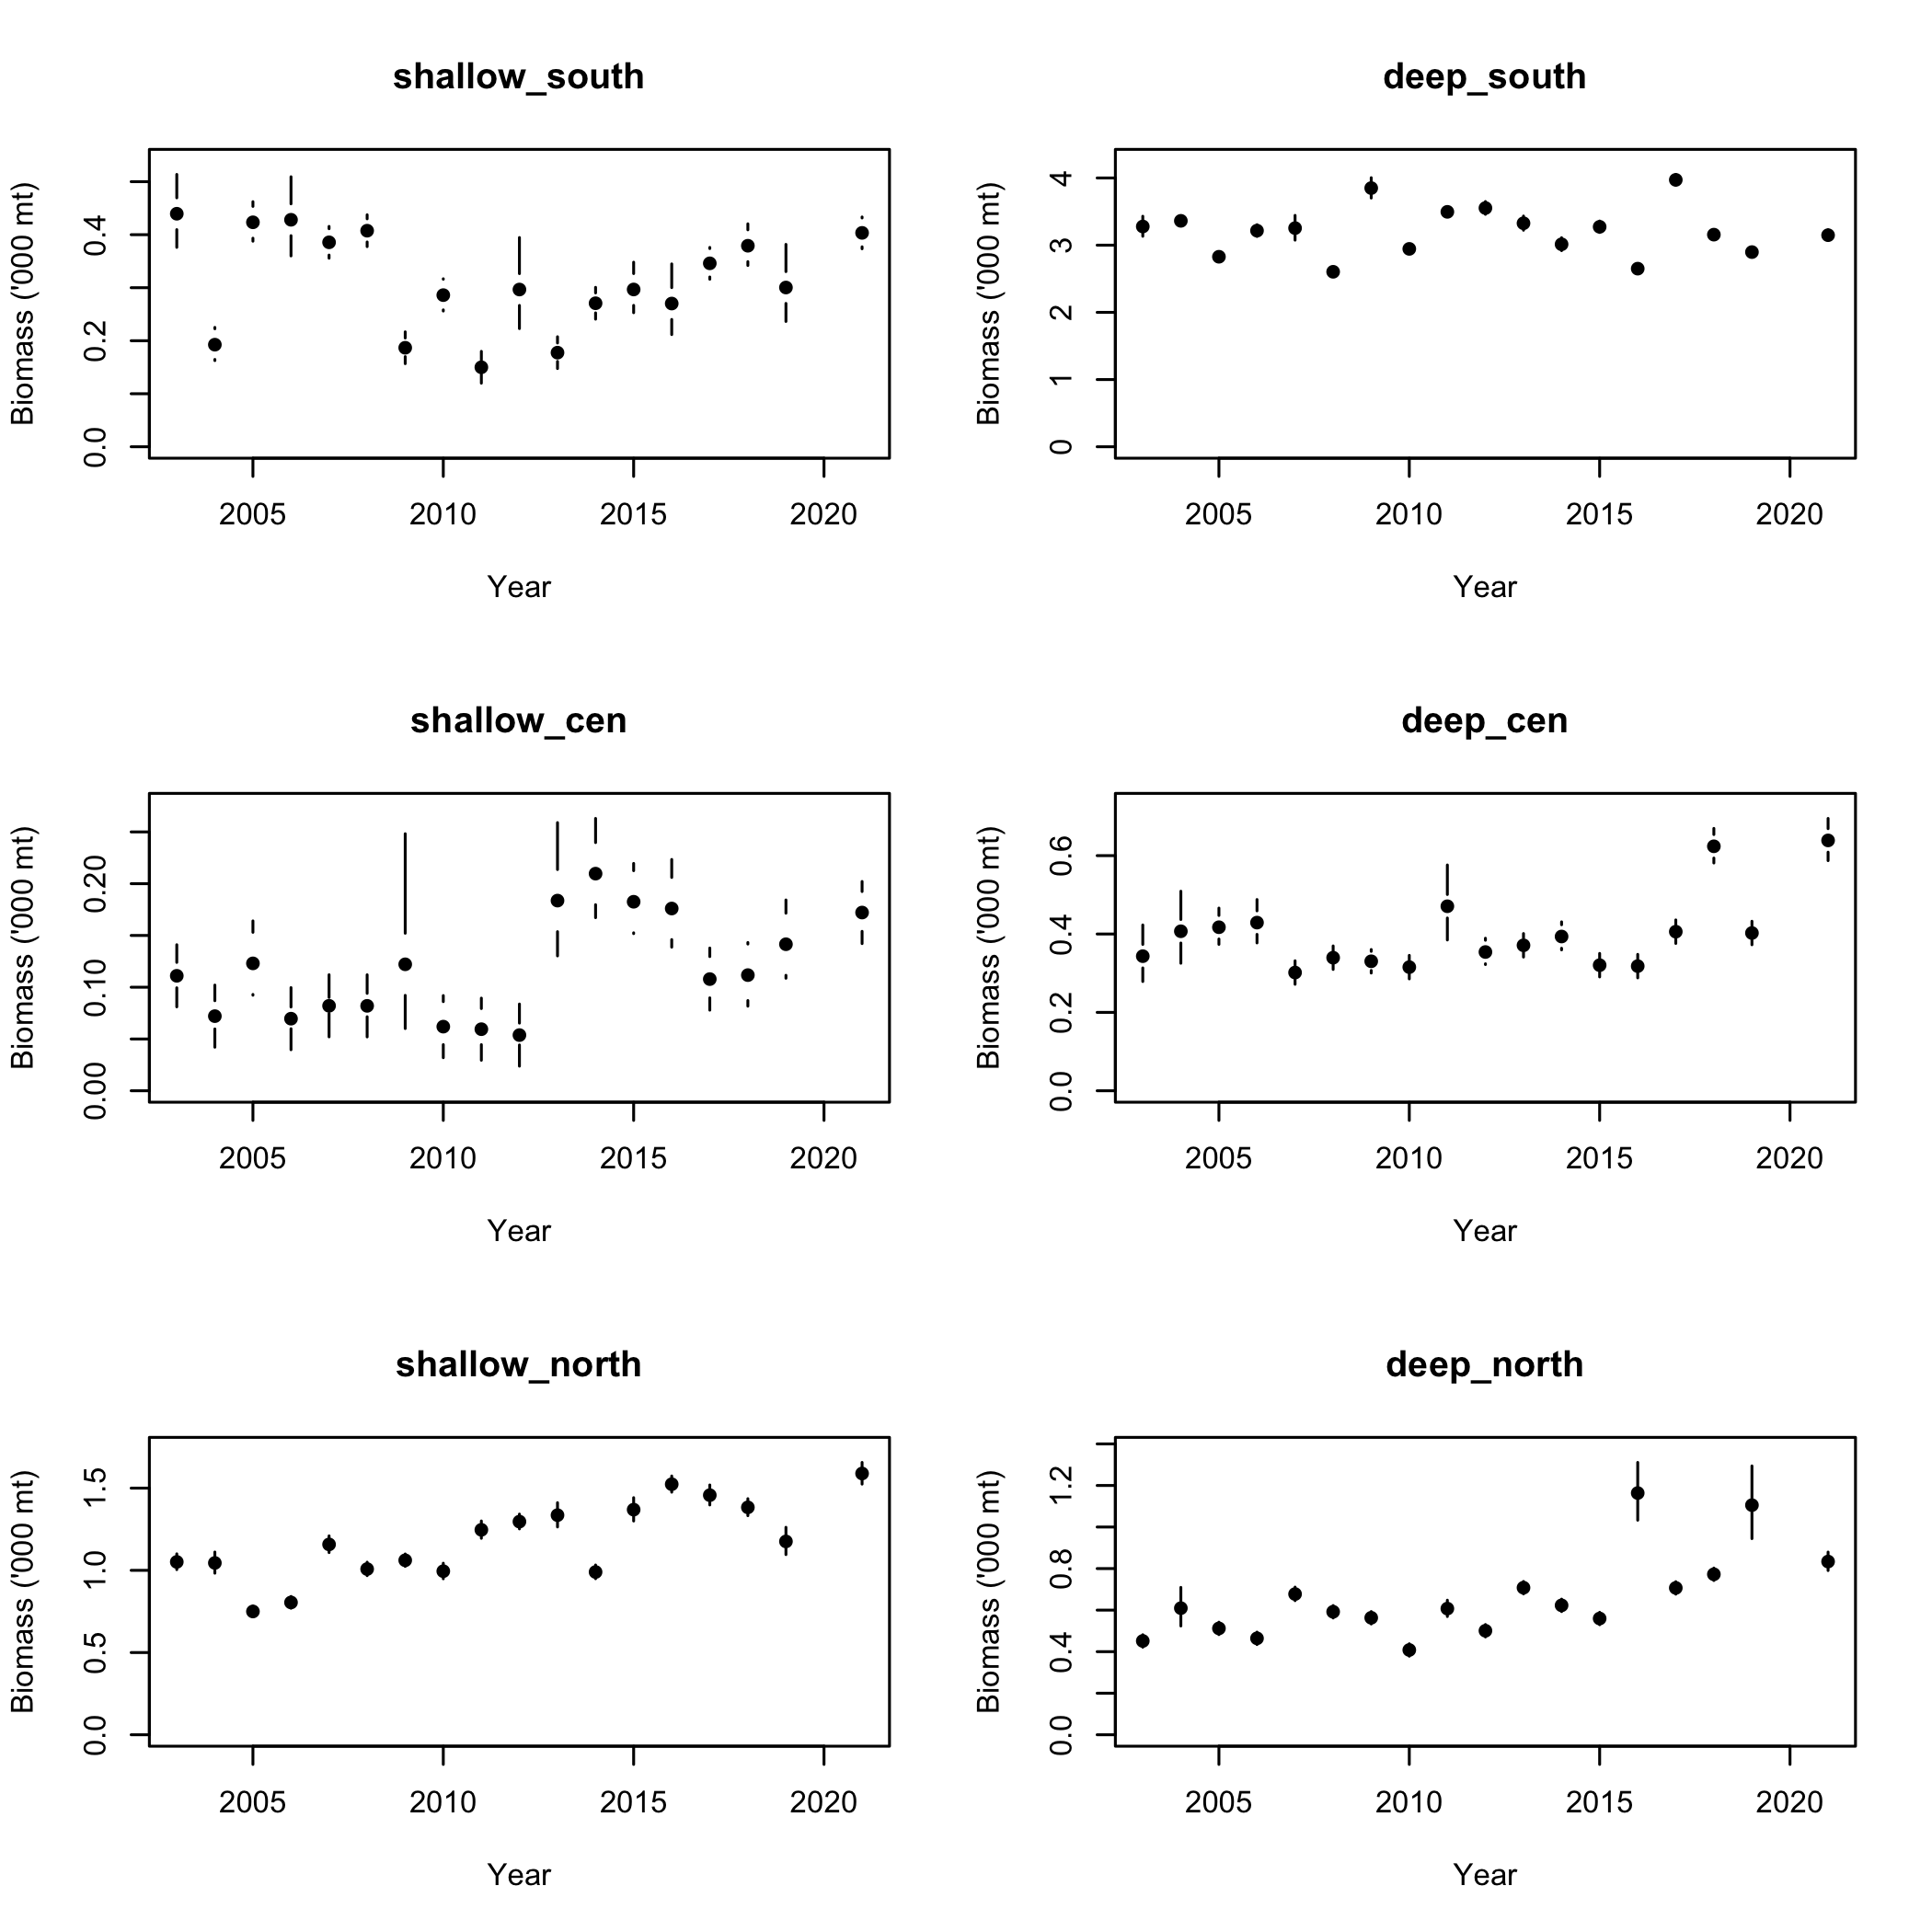 shallow_south
Biomass ('000 mt)
0.4
0.2
0.0
2005 2010 2015 2020
Year
deep_south
Biomass ('000 mt)
4
3
2
1
0
2005 2010 2015 2020
Year
shallow_cen
Biomass ('000 mt)
0.20
0.10
0.00
2005 2010 2015 2020
Year
deep_cen
Biomass ('000 mt)
0.6
0.4
0.2
0.0
2005 2010 2015 2020
Year
shallow_north
Biomass ('000 mt)
1.5
1.0
0.5
0.0
2005 2010 2015 2020
Year
deep_north
Biomass ('000 mt)
1.2
0.8
0.4
0.0
2005 2010 2015 2020
Year